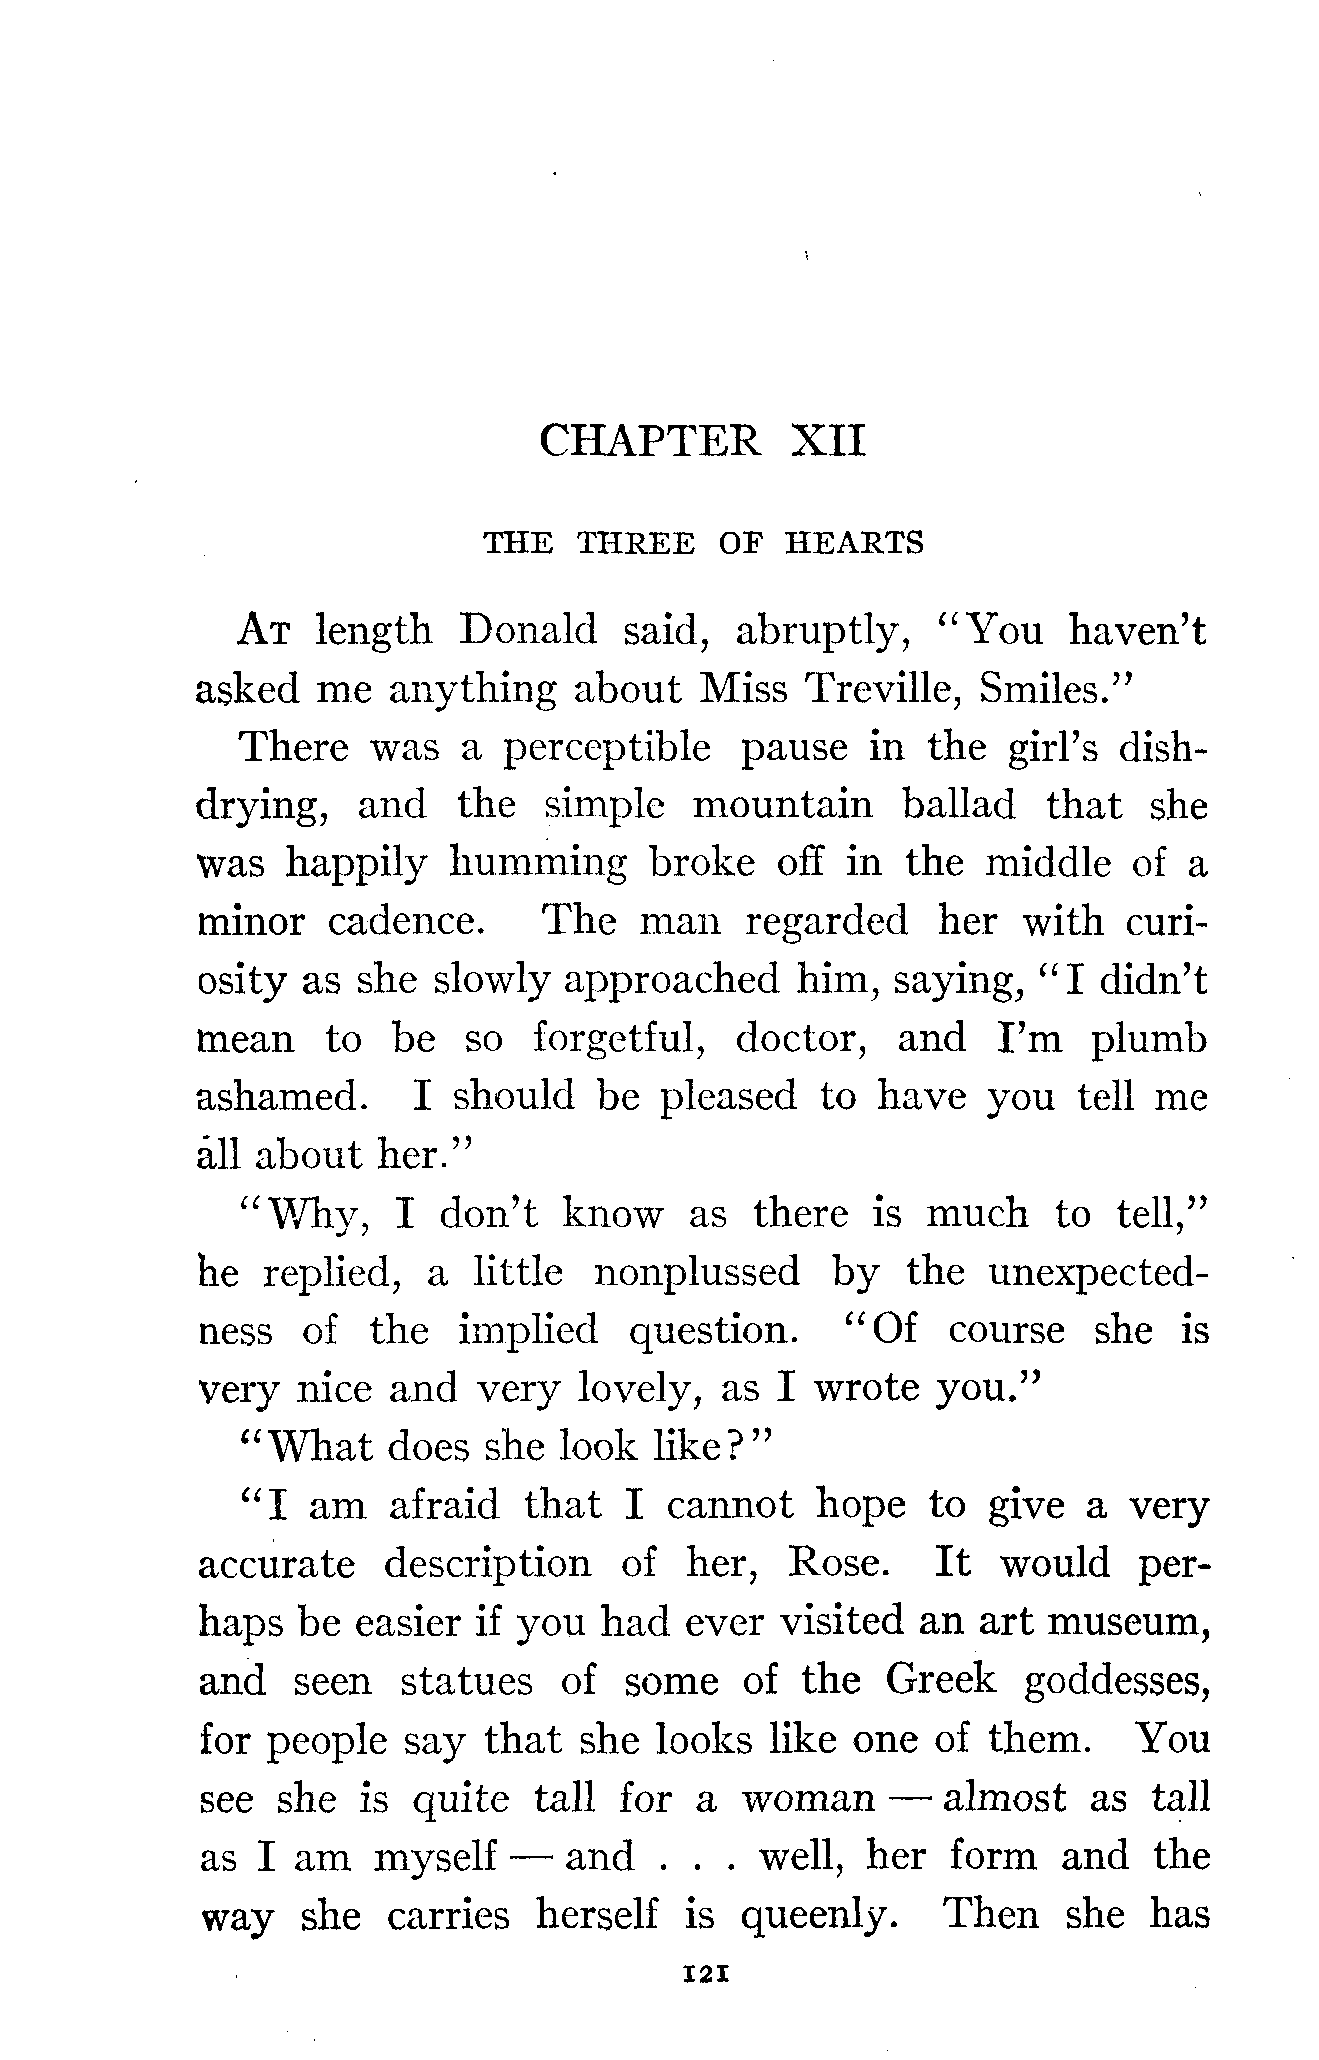 CHAPTER XII
THE THREE OF HEARTS
AT length Donald said, abruptly, "You haven't
asked me anything about Miss Treville, Smiles."
There was a perceptible pause in the girl's dish-
drying, and the simple mountain ballad that she
was happily humming broke off in the middle of a
minor cadence. The man regarded her with curi-
osity as she slowly approached him, saying, "I didn't
mean to be so forgetful, doctor, and I'm plumb
ashamed. I should be pleased to have you tell me
all about her."
"Why, I don't know as there is much to tell,"
he replied, a little nonplussed by the unexpected-
ness of the implied question. "Of course she is
very nice and very lovely, as I wrote you."
"What does she look like?"
"I am afraid that I cannot hope to give a very
accurate description of her, Rose. It would per-
haps be easier if you had ever visited an art museum,
and seen statues of some of the Greek goddesses,
for people say that she looks like one of them. You
see she is quite tall for a woman — almost as tall
as I am myself — and . . . well, her form and the
way she carries herself is queenly. Then she has
121